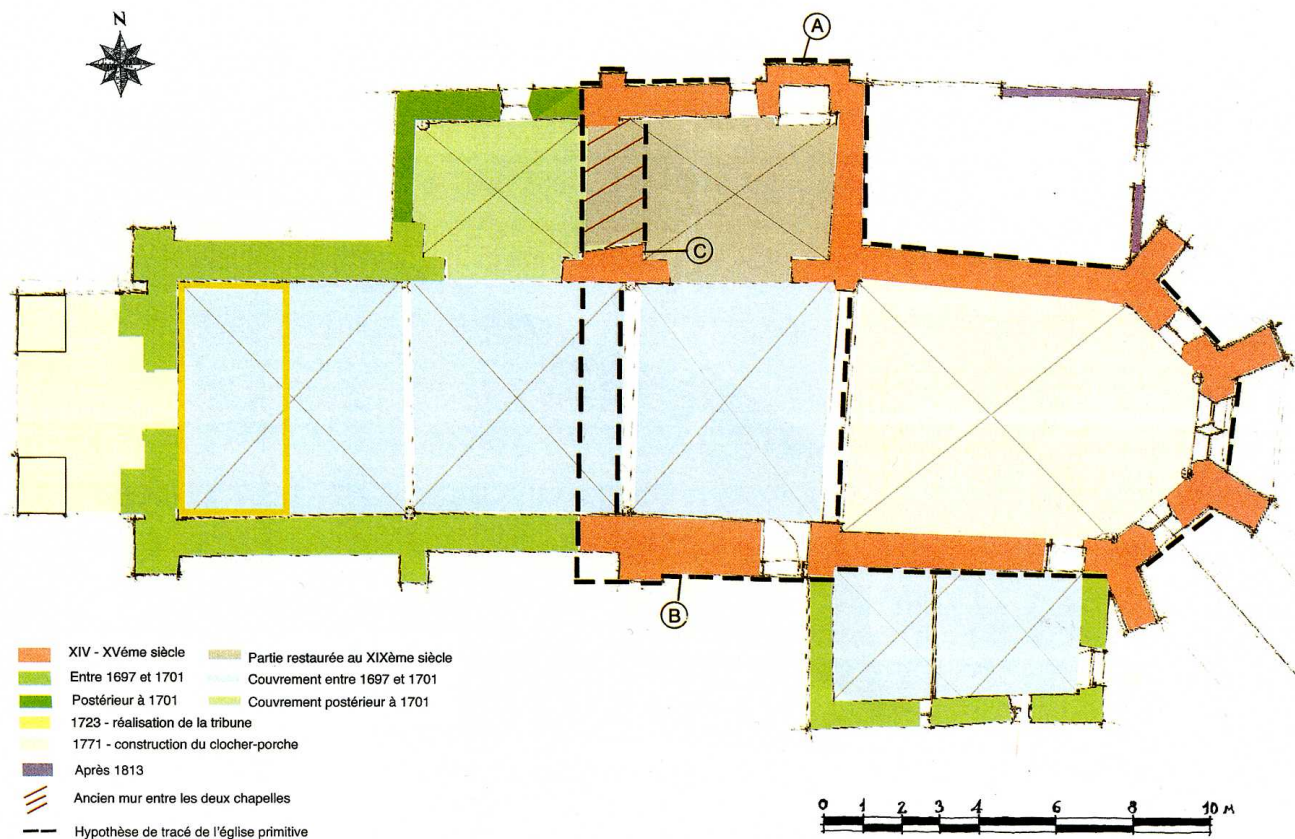 N
A
C
B
XIV - XVéme siècle
Entre 1697 et 1701
Postérieur à 1701
1723 - réalisation de la tribune
1771 - construction du clocher-porche
Après 1813
Ancien mur entre les deux chapelles
Hypothèse de tracé de l'église primitive
Partie restaurée au XIXème siècle
Couvrement entre 1697 et 1701
Couvrement postérieur à 1701
0 1 2 3 4 6 8 10 M